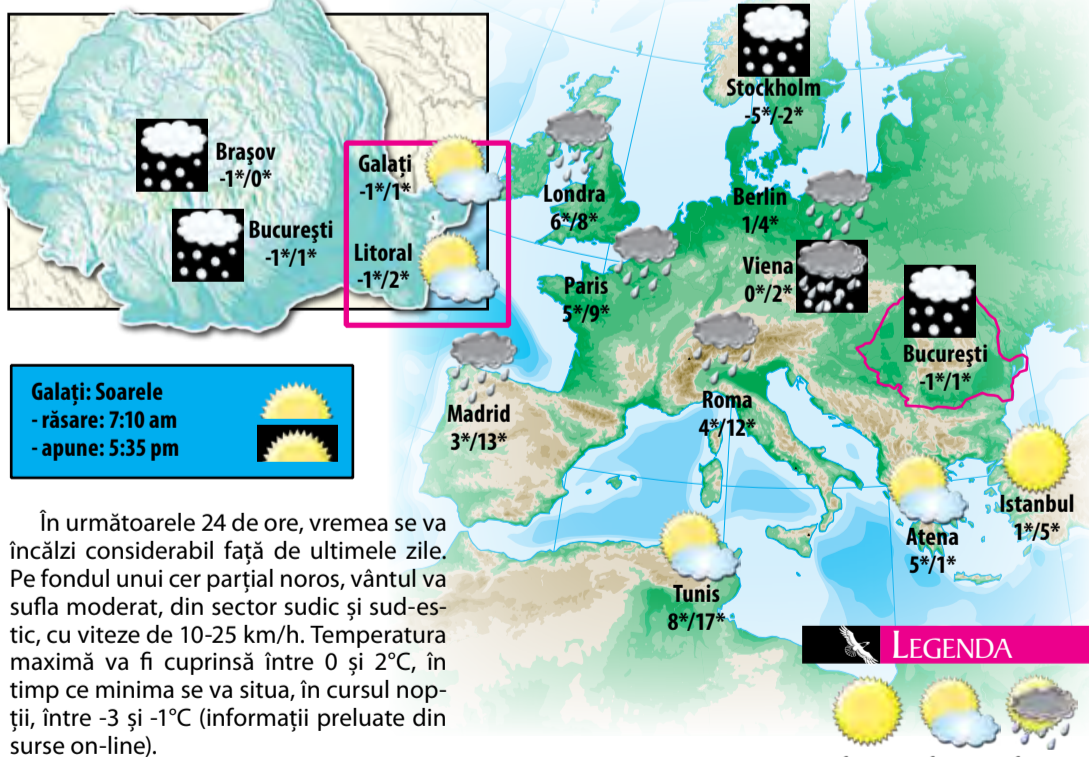 Brașov
-1*/0*
București
-1*/1*
Galați
-1*/1*
Litoral
-1*/2*
Stockholm
-5*/-2*
Londra
6*/8*
Berlin
1/4*
Paris
5*/9*
Viena
0*/2*
București
-1*/1*
Madrid
3*/13*
Roma
4*/12*
Istanbul
1*/5*
Atena
5*/1*
Tunis
8*/17*
Galați: Soarele
- răsare: 7:10 am
- apune: 5:35 pm
În următoarele 24 de ore, vremea se va
încălzi considerabil față de ultimele zile.
Pe fondul unui cer parțial noros, vântul va
sufla moderat, din sector sudic și sud-es-
tic, cu viteze de 10-25 km/h. Temperatura
maximă va fi cuprinsă între 0 și 2°C, în
timp ce minima se va situa, în cursul nop-
ții, între -3 și -1°C (informații preluate din
surse on-line).
LEGENDA